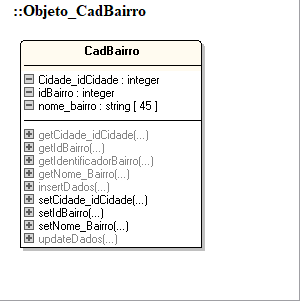 ::Objeto_CadBairro
CadBairro
Cidade_idCidade : integer
idBairro : integer
nome_bairro : string [ 45 ]
getCidade_idCidade(...)
getIdBairro(...)
getIdentificadorBairro(...)
getNome_Bairro(...)
insertDados(...)
setCidade_idCidade(...)
setIdBairro(...)
setNome_Bairro(...)
updateDados(...)